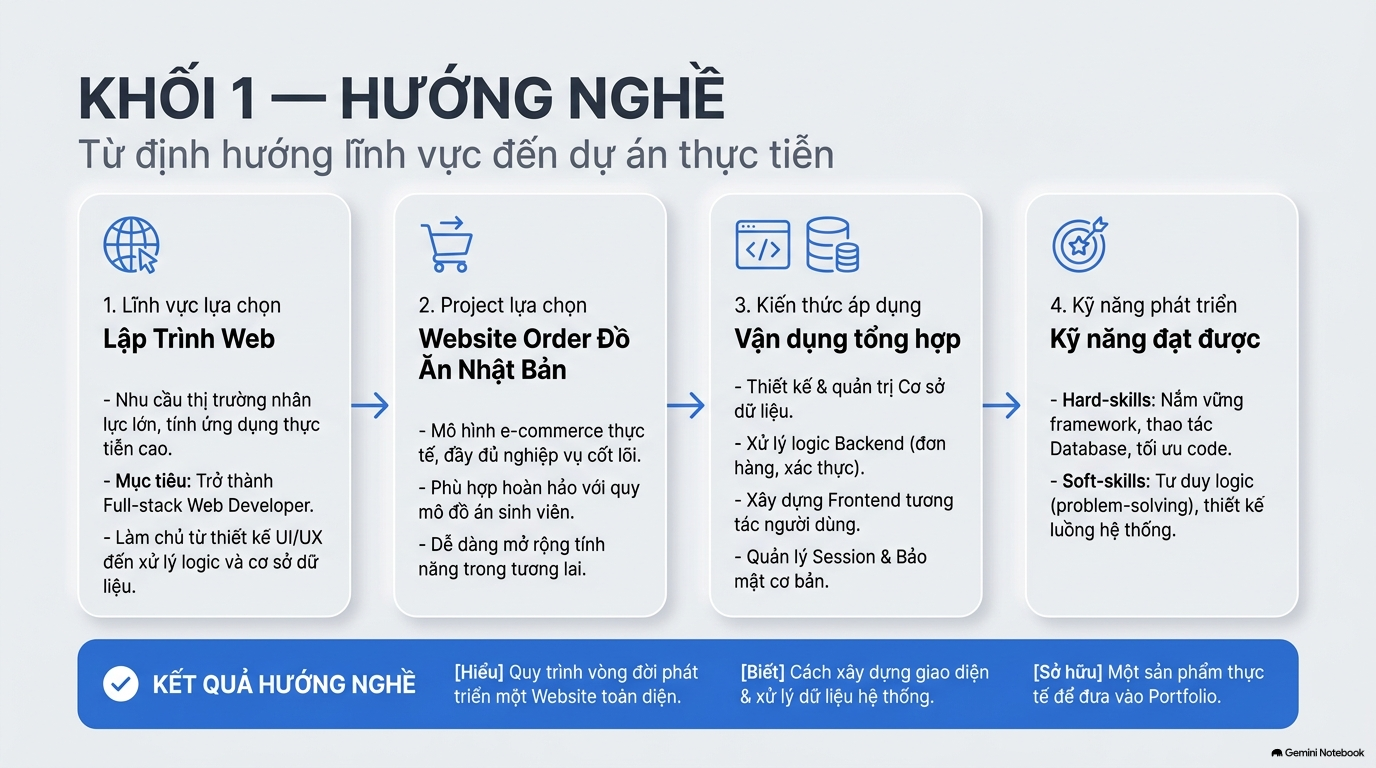 KHỐI 1 — HƯỚNG NGHỀ
Từ định hướng lĩnh vực đến dự án thực tiễn
1. Lĩnh vực lựa chọn
Lập Trình Web
- Nhu cầu thị trường nhân
lực lớn, tính ứng dụng thực
tiễn cao.
- Mục tiêu: Trở thành
Full-stack Web Developer.
- Làm chủ từ thiết kế UI/UX
đến xử lý logic và cơ sở dữ
liệu.
2. Project lựa chọn
Website Order Đồ
Ăn Nhật Bản
- Mô hình e-commerce thực
tế, đầy đủ nghiệp vụ cốt lõi.
- Phù hợp hoàn hảo với quy
mô đồ án sinh viên.
- Dễ dàng mở rộng tính
năng trong tương lai.
3. Kiến thức áp dụng
Vận dụng tổng hợp
- Thiết kế & quản trị Cơ sở
dữ liệu.
- Xử lý logic Backend (đơn
hàng, xác thực).
- Xây dựng Frontend tương
tác người dùng.
- Quản lý Session & Bảo
mật cơ bản.
4. Kỹ năng phát triển
Kỹ năng đạt được
- Hard-skills: Nắm vững
framework, thao tác
Database, tối ưu code.
- Soft-skills: Tư duy logic
(problem-solving), thiết kế
luồng hệ thống.
KẾT QUẢ HƯỚNG NGHỀ
[Hiểu] Quy trình vòng đời phát
triển một Website toàn diện.
[Biết] Cách xây dựng giao diện
& xử lý dữ liệu hệ thống.
[Sở hữu] Một sản phẩm thực
tế để đưa vào Portfolio.
Gemini Notebook